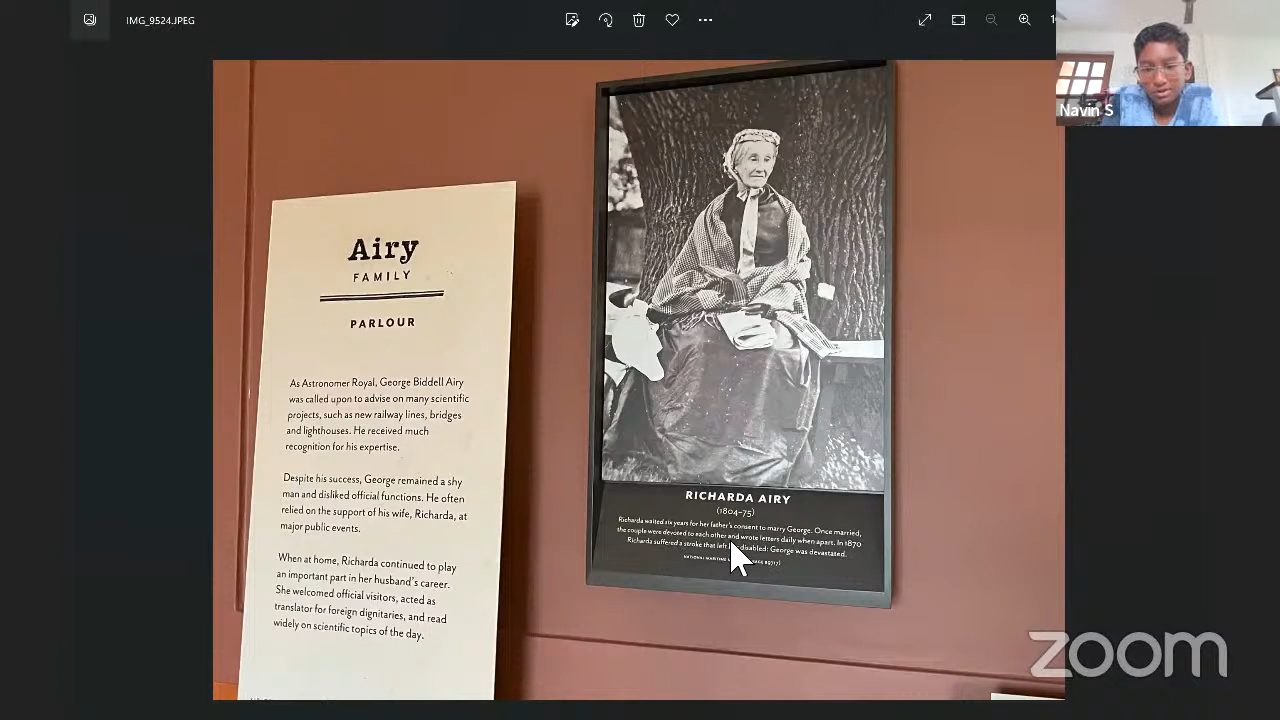 IMG_9524.JPEG
Navin S
Airy
FAMILY
PARLOUR
As Astronomer Royal, George Biddell Airy
was called upon to advise on many scientific
projects, such as new railway lines, bridges
and lighthouses. He received much
recognition for his expertise.
Despite his success, George remained a shy
man and disliked official functions. He often
relied on the support of his wife, Richarda, at
major public events.
When at home, Richarda continued to play
an important part in her husband's career.
She welcomed official visitors, acted as
translator for foreign dignitaries, and read
widely on scientific topics of the day.
RICHARDA AIRY
(1804–75)
Richarda waited six years for her father's consent to marry George. Once married,
the couple were devoted to each other and wrote letters daily when apart. In 1870
Richarda suffered a stroke that left disabled: George was devastated.
NATIONAL MARITIME
zoom